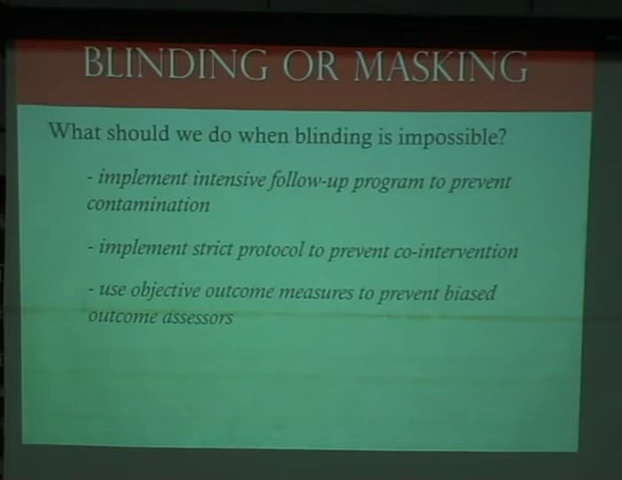 BLINDING OR MASKING
What should we do when blinding is impossible?
- implement intensive follow-up program to prevent
contamination
- implement strict protocol to prevent co-intervention
- use objective outcome measures to prevent biased
outcome assessors